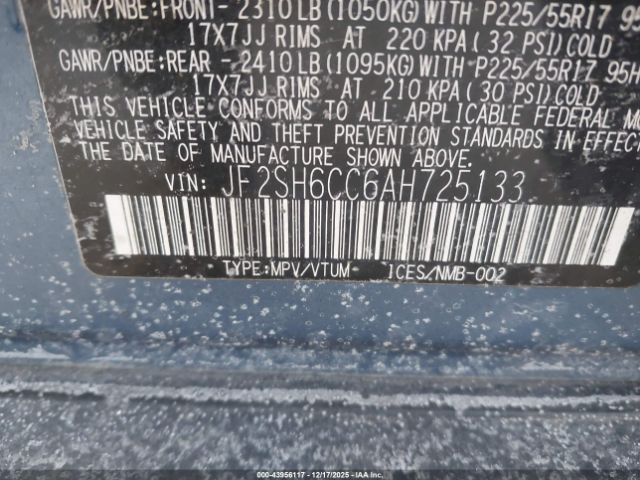 GAWR/PNBE:FRONT- 2310 LB(1050KG)WITH P225/55R17
17X7JJ RIMS AT 220 KPA( 32 PSI)COLD
GAWR/PNBE:REAR - 2410 LB(1095KG)WITH P225/55R17 95H
17X7JJ RIMS AT 210 KPA( 30 PSI)COLD
THIS VEHICLE CONFORMS TO ALL APPLICABLE FEDERAL
VEHICLE SAFETY AND THEFT PREVENTION STANDARDS IN EFFECT
THE DATE OF MANUFACTURE SHOWN ABOVE.
VIN: JF2SH6CC6AH725133
TYPE:MPV/VTUM ICES/NMB-002
000-43956117 - 12/17/2025 - IAA Inc.